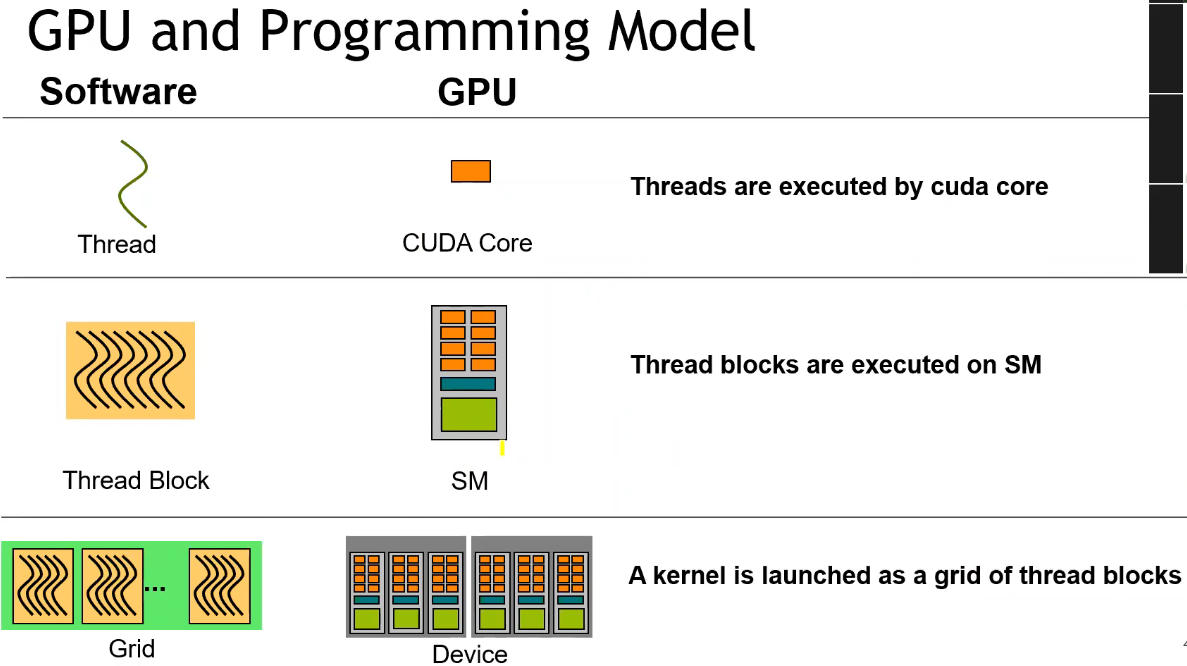 GPU and Programming Model
Software
GPU
Threads are executed by cuda core
Thread
CUDA Core
Thread blocks are executed on SM
Thread Block
SM
...
A kernel is launched as a grid of thread blocks
Grid
Device